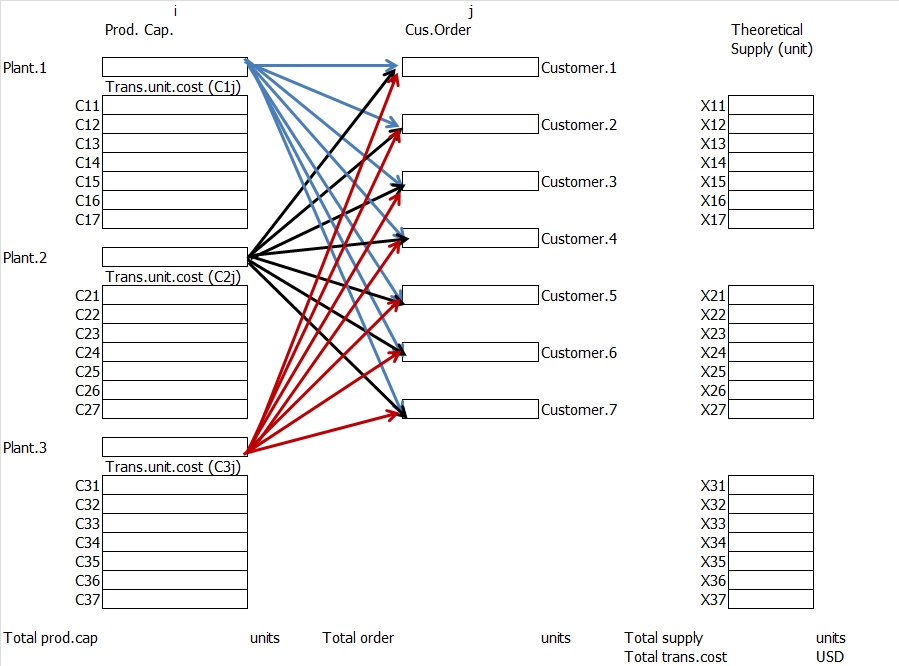 i j
Prod. Cap. Cus.Order Theoretical
Supply (unit)
Plant.1 Customer.1
Trans.unit.cost (C1j)
C11 X11
C12 Customer.2 X12
C13 X13
C14 X14
C15 Customer.3 X15
C16 X16
C17 X17
Customer.4
Plant.2
Trans.unit.cost (C2j)
C21 Customer.5 X21
C22 X22
C23 X23
C24 Customer.6 X24
C25 X25
C26 X26
C27 Customer.7 X27
Plant.3
Trans.unit.cost (C3j)
C31 X31
C32 X32
C33 X33
C34 X34
C35 X35
C36 X36
C37 X37
Total prod.cap units Total order units Total supply units
Total trans.cost USD